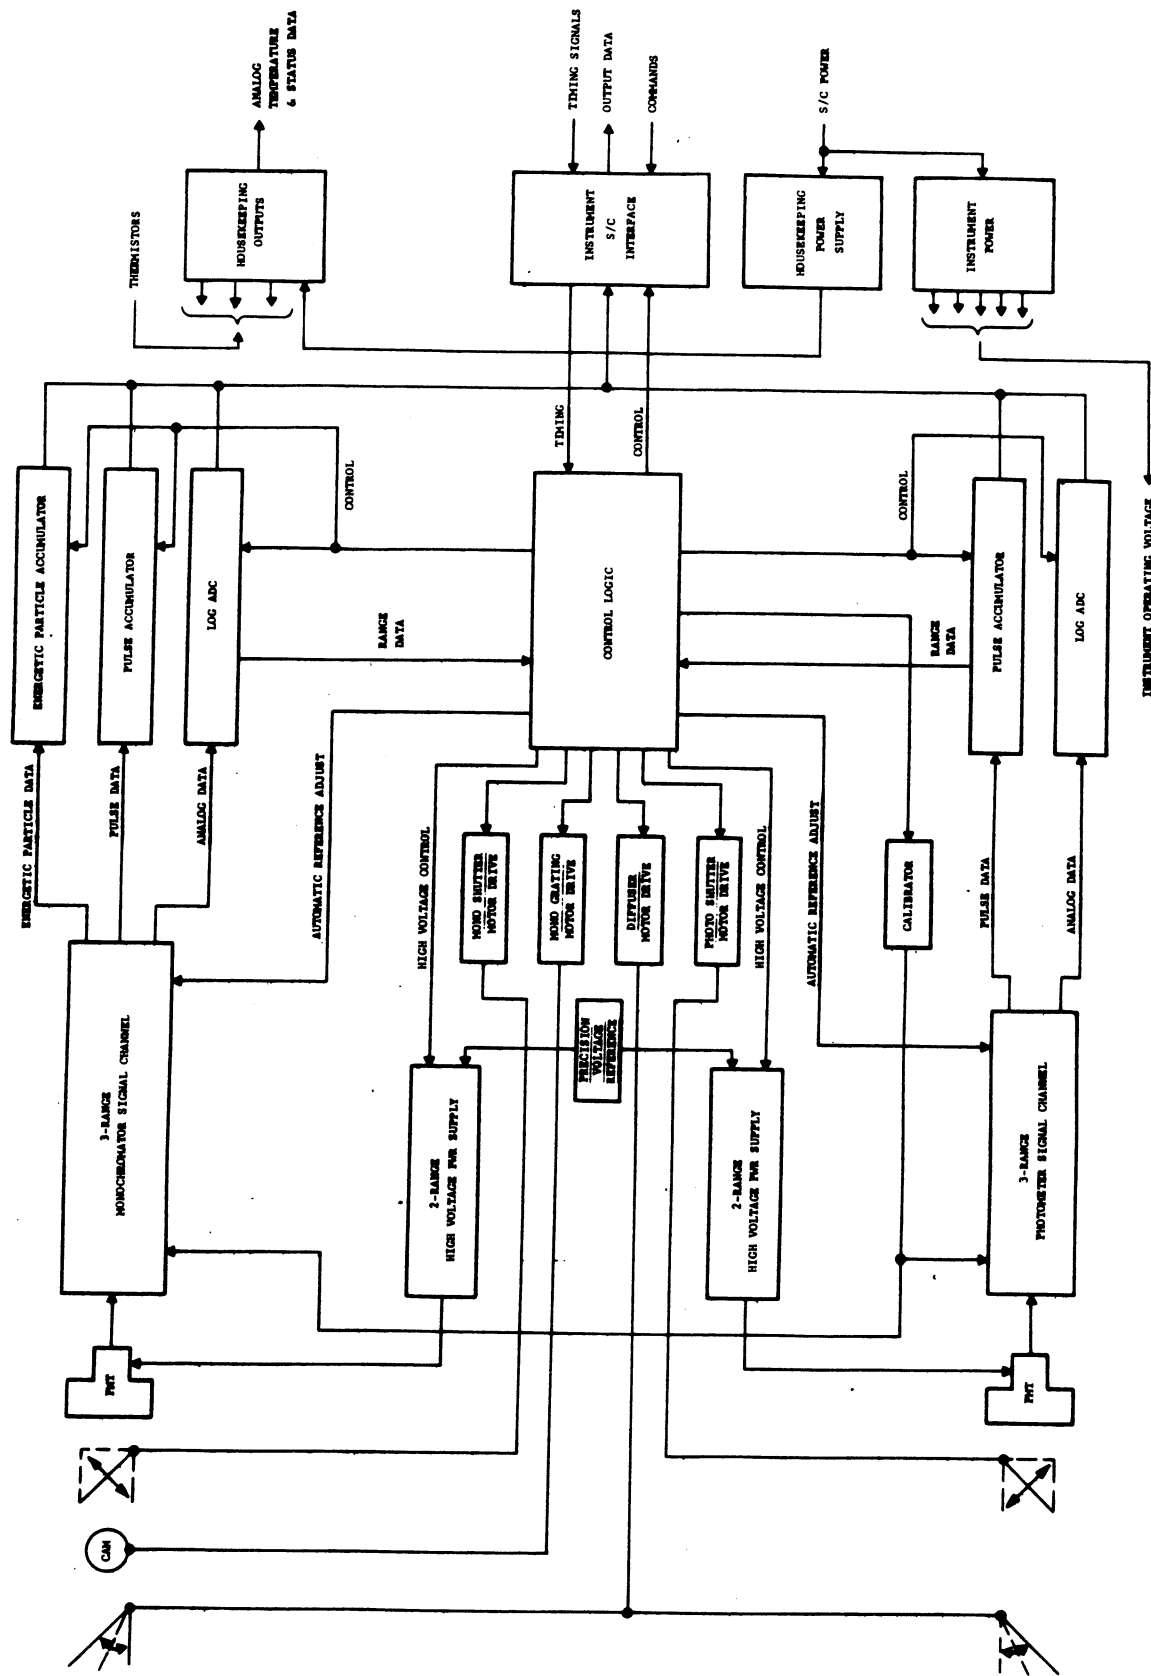 PMT
3-RANGE
MONOCHROMATOR SIGNAL CHANNEL
ENERGETIC PARTICLE DATA
PULSE DATA
ANALOG DATA
ENERGETIC PARTICLE ACCUMULATOR
PULSE ACCUMULATOR
LOG ADC
CONTROL
RANGE
DATA
AUTOMATIC REFERENCE ADJUST
THERMISTORS
HOUSEKEEPING
OUTPUTS
ANALOG
TEMPERATURE
& STATUS DATA
CAM
2-RANGE
HIGH VOLTAGE PWR SUPPLY
HIGH VOLTAGE CONTROL
MONO SHUTTER
MOTOR DRIVE
MONO GRATING
MOTOR DRIVE
DIFFUSER
MOTOR DRIVE
PHOTO SHUTTER
MOTOR DRIVE
PRECISION
VOLTAGE
REFERENCE
CONTROL LOGIC
TIMING
CONTROL
INSTRUMENT
S/C
INTERFACE
TIMING SIGNALS
OUTPUT DATA
COMMANDS
2-RANGE
HIGH VOLTAGE PWR SUPPLY
HIGH VOLTAGE CONTROL
AUTOMATIC REFERENCE ADJUST
CALIBRATOR
HOUSEKEEPING
POWER
SUPPLY
S/C POWER
INSTRUMENT
POWER
CONTROL
RANGE
DATA
PMT
3-RANGE
PHOTOMETER SIGNAL CHANNEL
PULSE DATA
ANALOG DATA
PULSE ACCUMULATOR
LOG ADC
INSTRUMENT OPERATING VOLTAGE